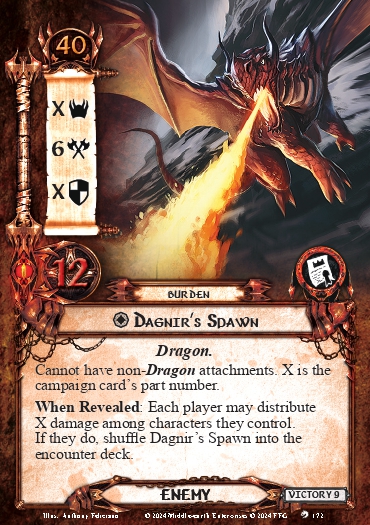 40
X
6
X
12
BURDEN
DAGNIR'S SPAWN
Dragon.
Cannot have non-Dragon attachments. X is the
campaign card's part number.
When Revealed: Each player may distribute
X damage among characters they control.
If they do, shuffle Dagnir's Spawn into the
encounter deck.
ENEMY
VICTORY 9
Illus. Anthony Feliciano
©2024 Middle-earth Enterprises ©2024 FFG
172